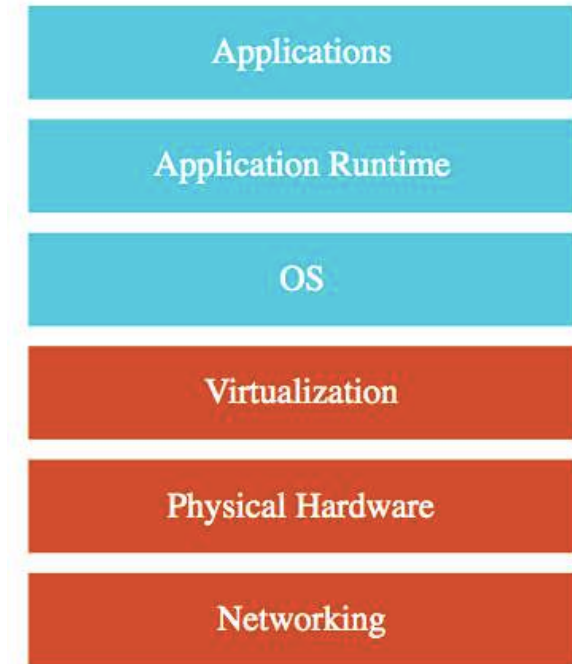 Applications
Application Runtime
OS
Virtualization
Physical Hardware
Networking